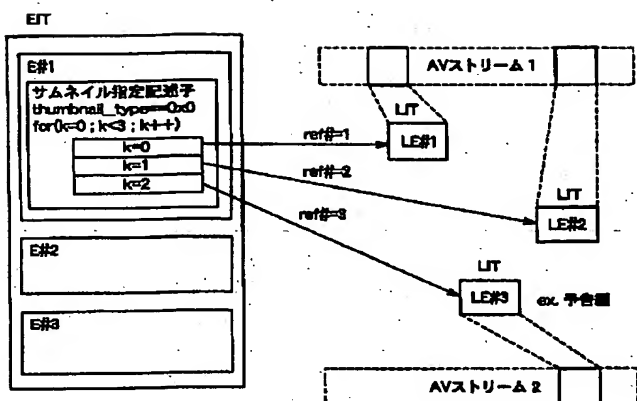 EIT
E#1
サムネイル指定記述子
thumbnail_type==0x0
for(k=0 ; k<3 ; k++)
k=0
k=1
k=2
E#2
E#3
ref#=1
ref#=2
ref#=3
AVストリーム 1
LIT
LE#1
LIT
LE#2
LIT
LE#3
ex. 予告編
AVストリーム 2